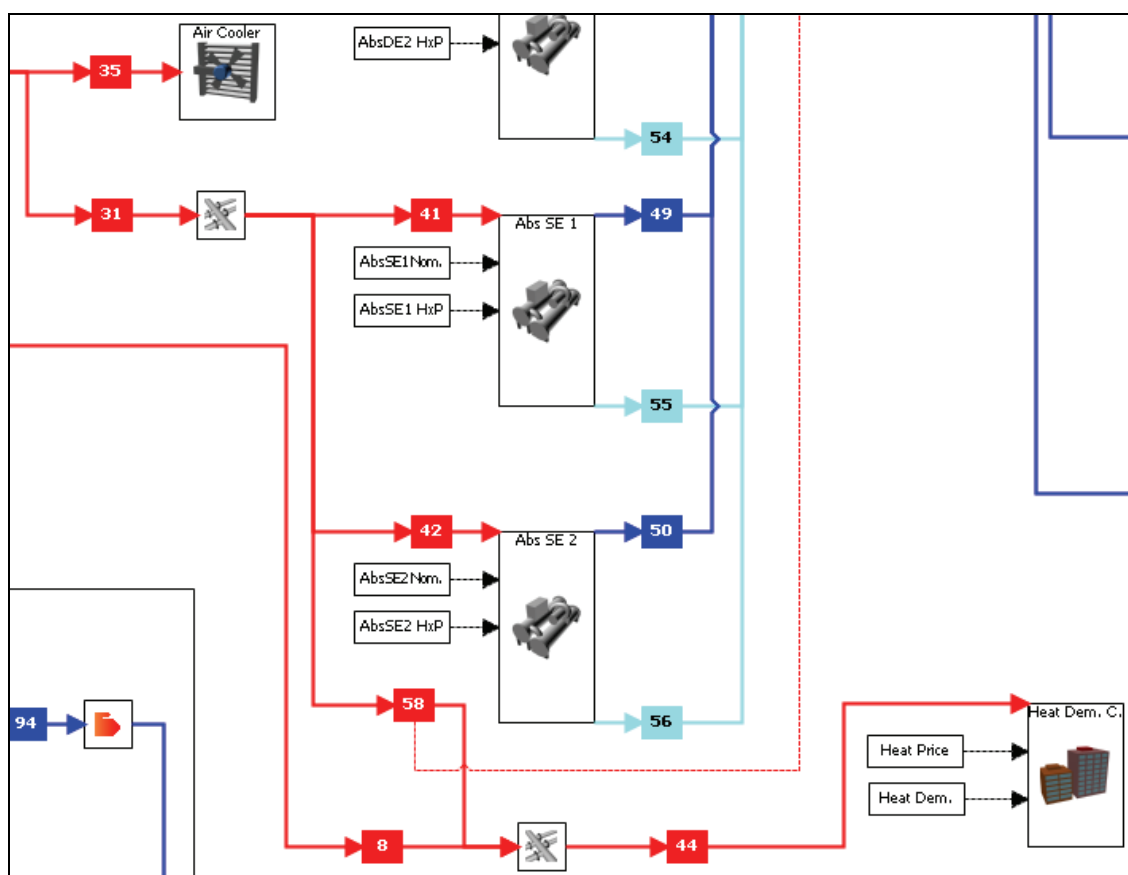 Air Cooler
35
AbsDE2 HxP
54
31
41
Abs SE 1
49
AbsSE1Nom.
AbsSE1 HxP
55
42
Abs SE 2
50
AbsSE2Nom.
AbsSE2 HxP
58
56
94
Heat Dem. C.
Heat Price
Heat Dem.
8
44